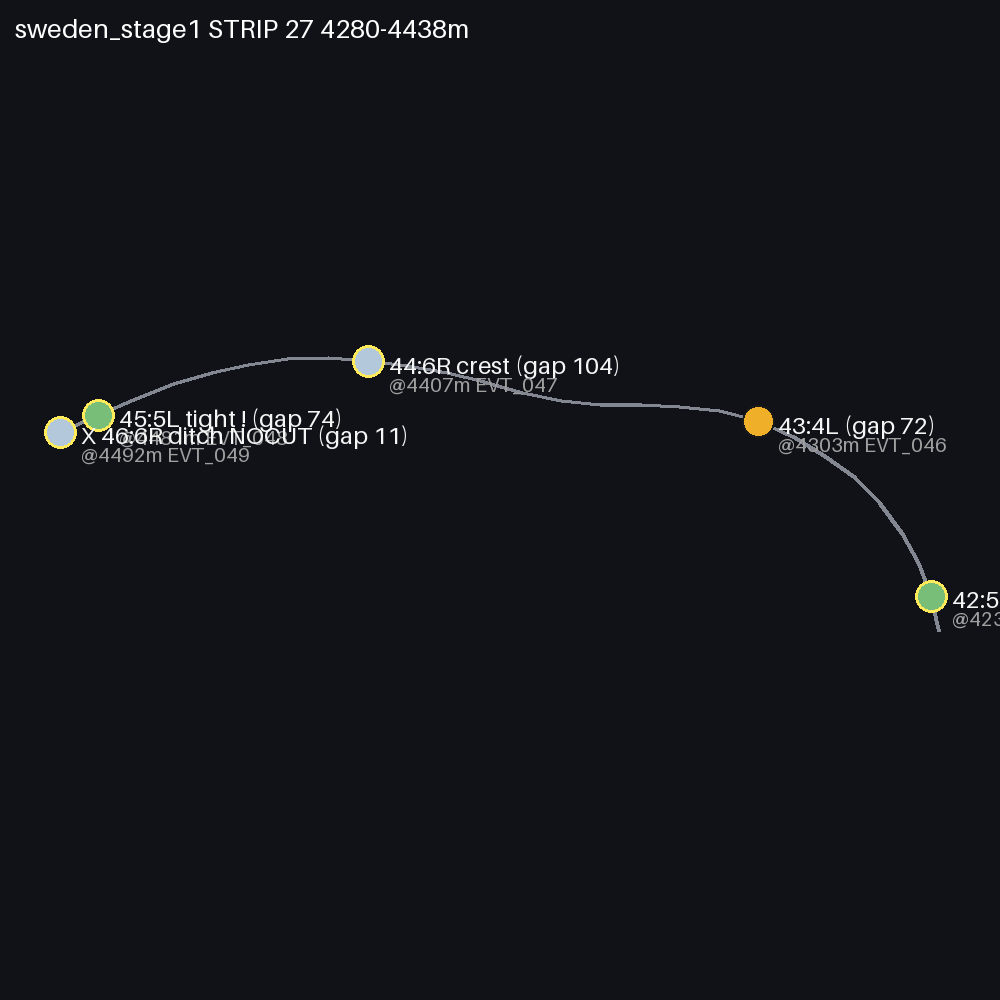 sweden_stage1 STRIP 27 4280-4438m
44:6R crest (gap 104)
@4407m EVT_047
45:5L tight ! (gap 74)
X 46:6R ditch NOCUT (gap 11)
@4492m EVT_049
43:4L (gap 72)
@4303m EVT_046
42:5
@423